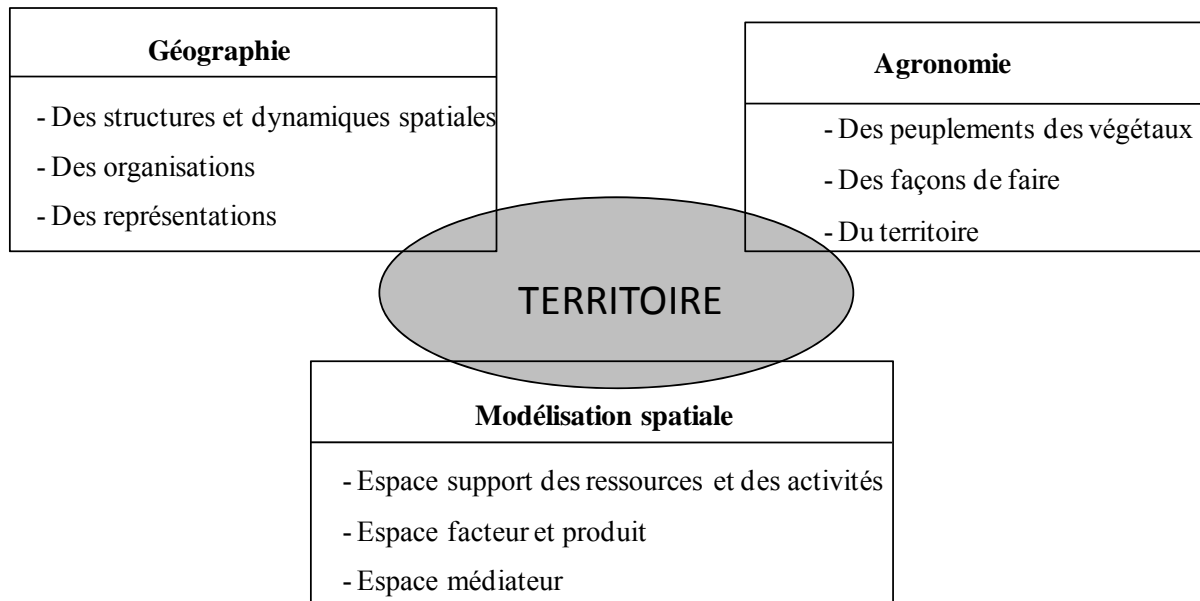 Géographie
- Des structures et dynamiques spatiales
- Des organisations
- Des représentations
Agronomie
- Des peuplements des végétaux
- Des façons de faire
- Du territoire
TERRITOIRE
Modélisation spatiale
- Espace support des ressources et des activités
- Espace facteur et produit
- Espace médiateur